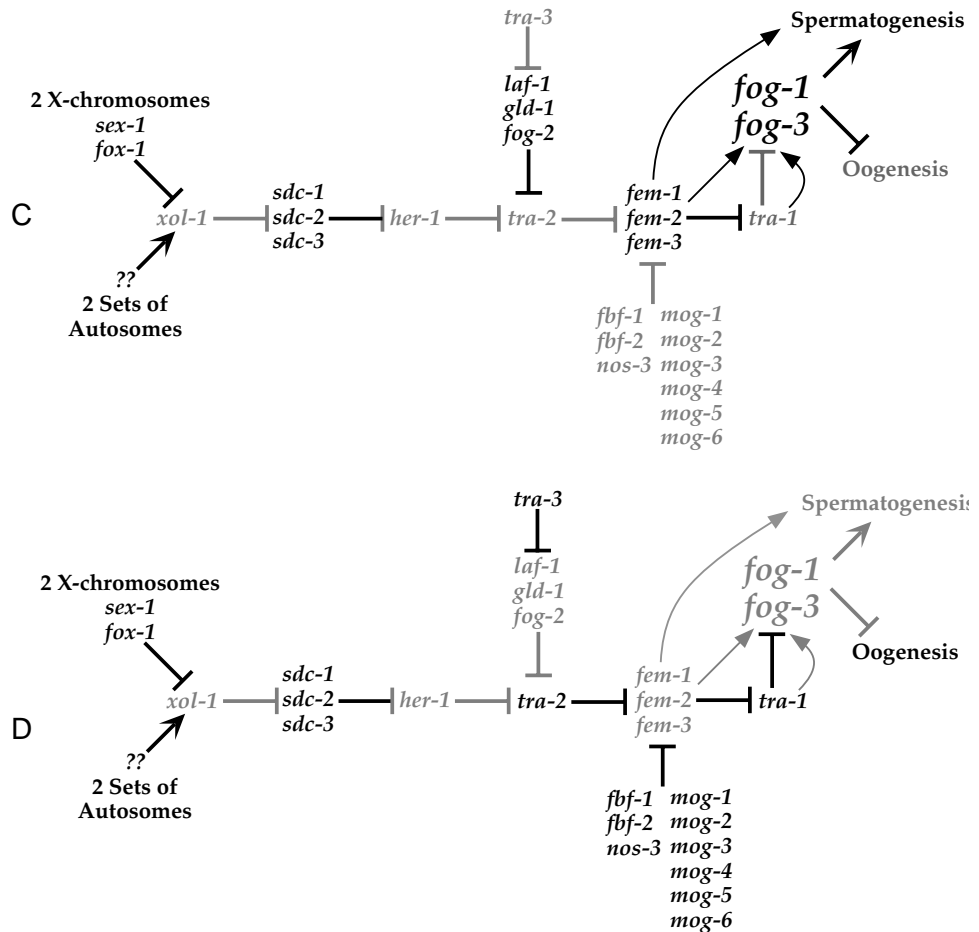 tra-3
Spermatogenesis
laf-1
gld-1
fog-2
fog-1
fog-3
2 X-chromosomes
sex-1
fox-1
Oogenesis
C
xol-1
sdc-1
sdc-2
sdc-3
her-1
tra-2
fem-1
fem-2
fem-3
tra-1
??
2 Sets of
Autosomes
fbf-1
fbf-2
nos-3
mog-1
mog-2
mog-3
mog-4
mog-5
mog-6
tra-3
Spermatogenesis
laf-1
gld-1
fog-2
fog-1
fog-3
2 X-chromosomes
sex-1
fox-1
Oogenesis
D
xol-1
sdc-1
sdc-2
sdc-3
her-1
tra-2
fem-1
fem-2
fem-3
tra-1
??
2 Sets of
Autosomes
fbf-1
fbf-2
nos-3
mog-1
mog-2
mog-3
mog-4
mog-5
mog-6